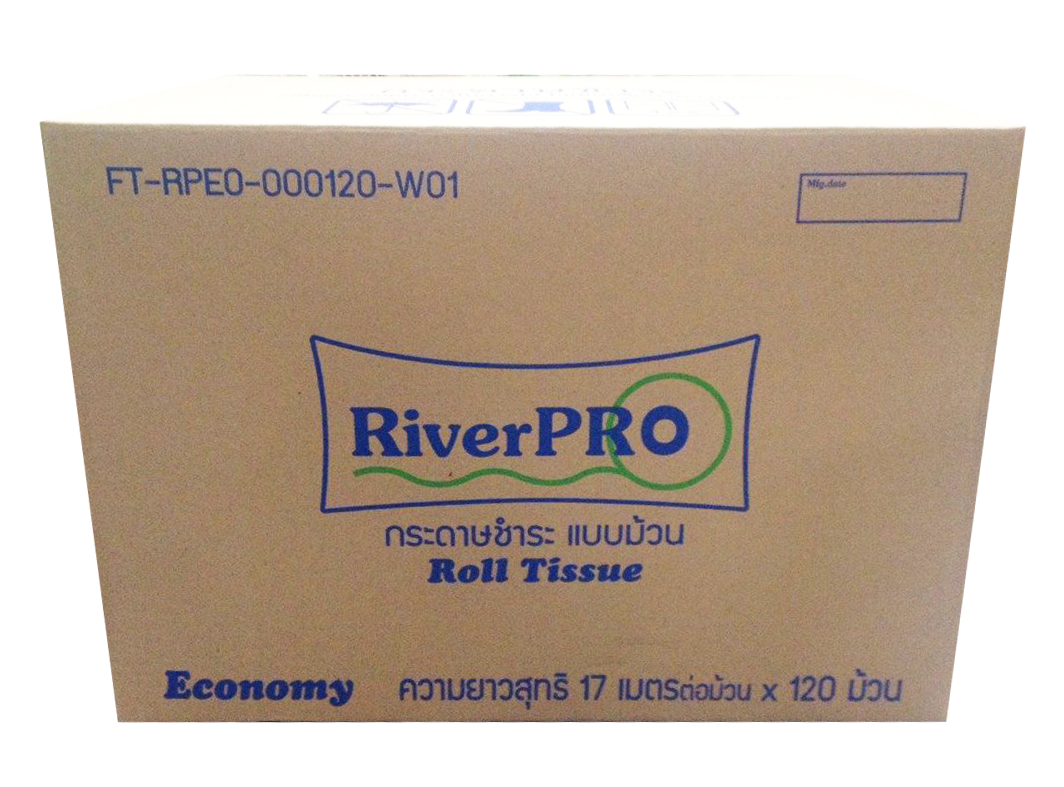 FT-RPEO-000120-W01
Mfg.date
RiverPRO
กระดาษชำระ แบบม้วน
Roll Tissue
Economy ความยาวสุทธิ 17 เมตรต่อม้วน x 120 ม้วน